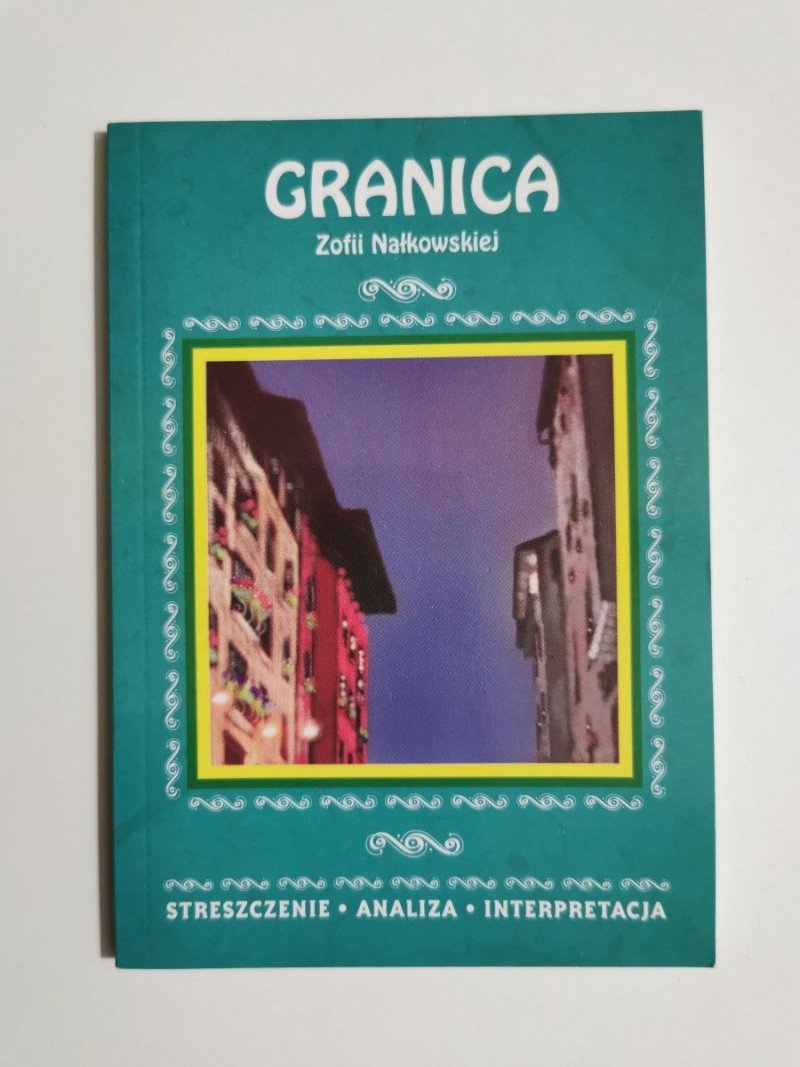 GRANICA
Zofii Nałkowskiej
STRESZCZENIE • ANALIZA • INTERPRETACJA